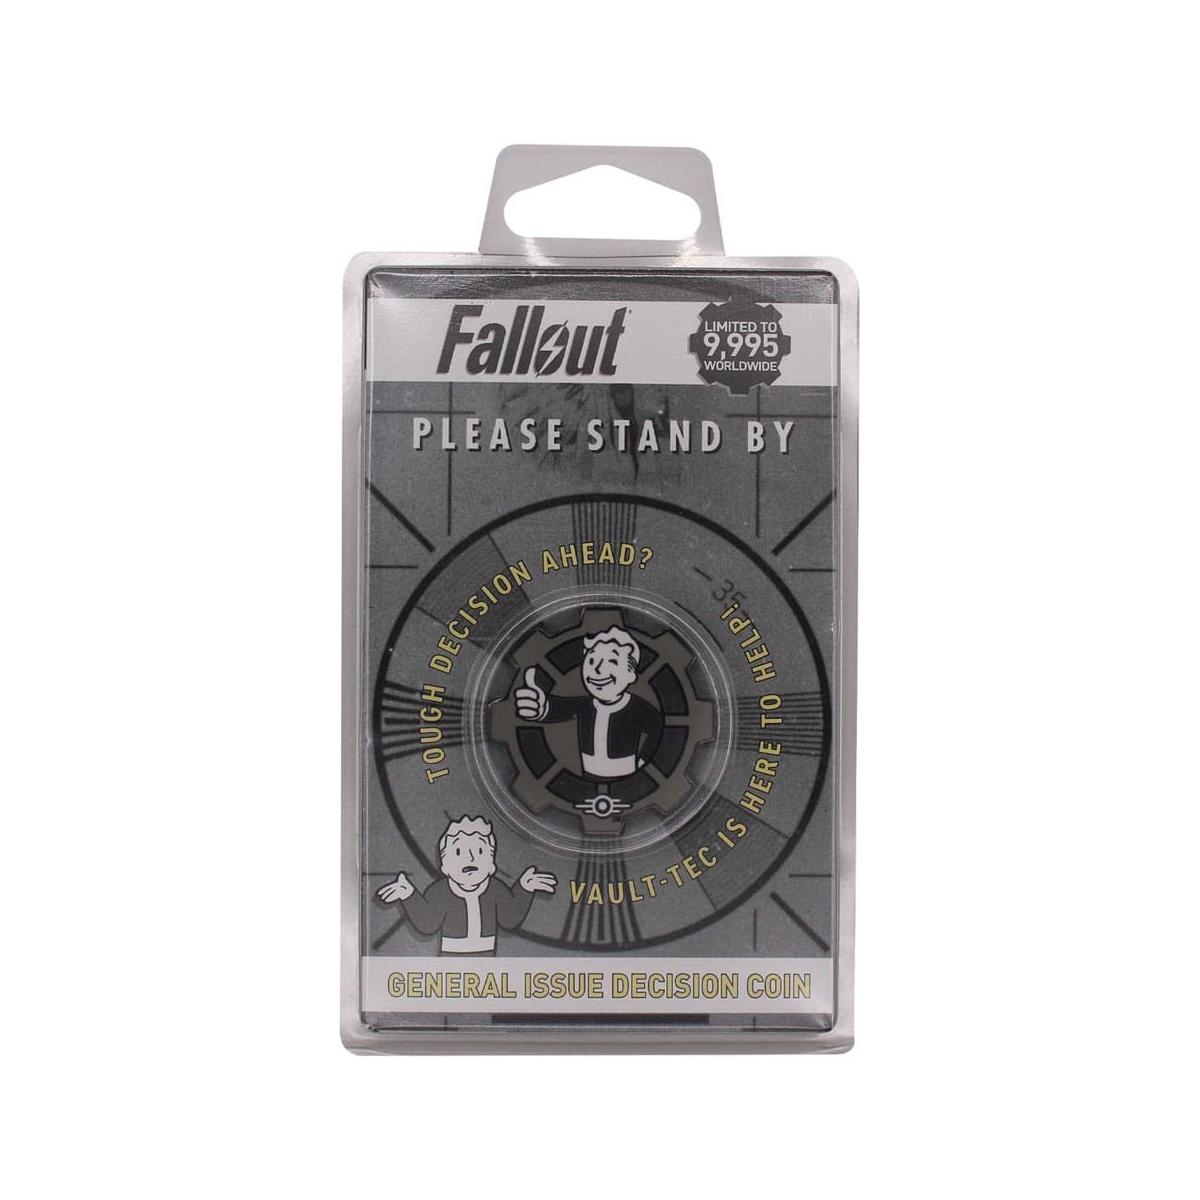 Fallout
LIMITED TO
9,995
WORLDWIDE
PLEASE STAND BY
TOUGH DECISION AHEAD?
35
VAULT-TEC IS HERE TO HELP!
GENERAL ISSUE DECISION COIN